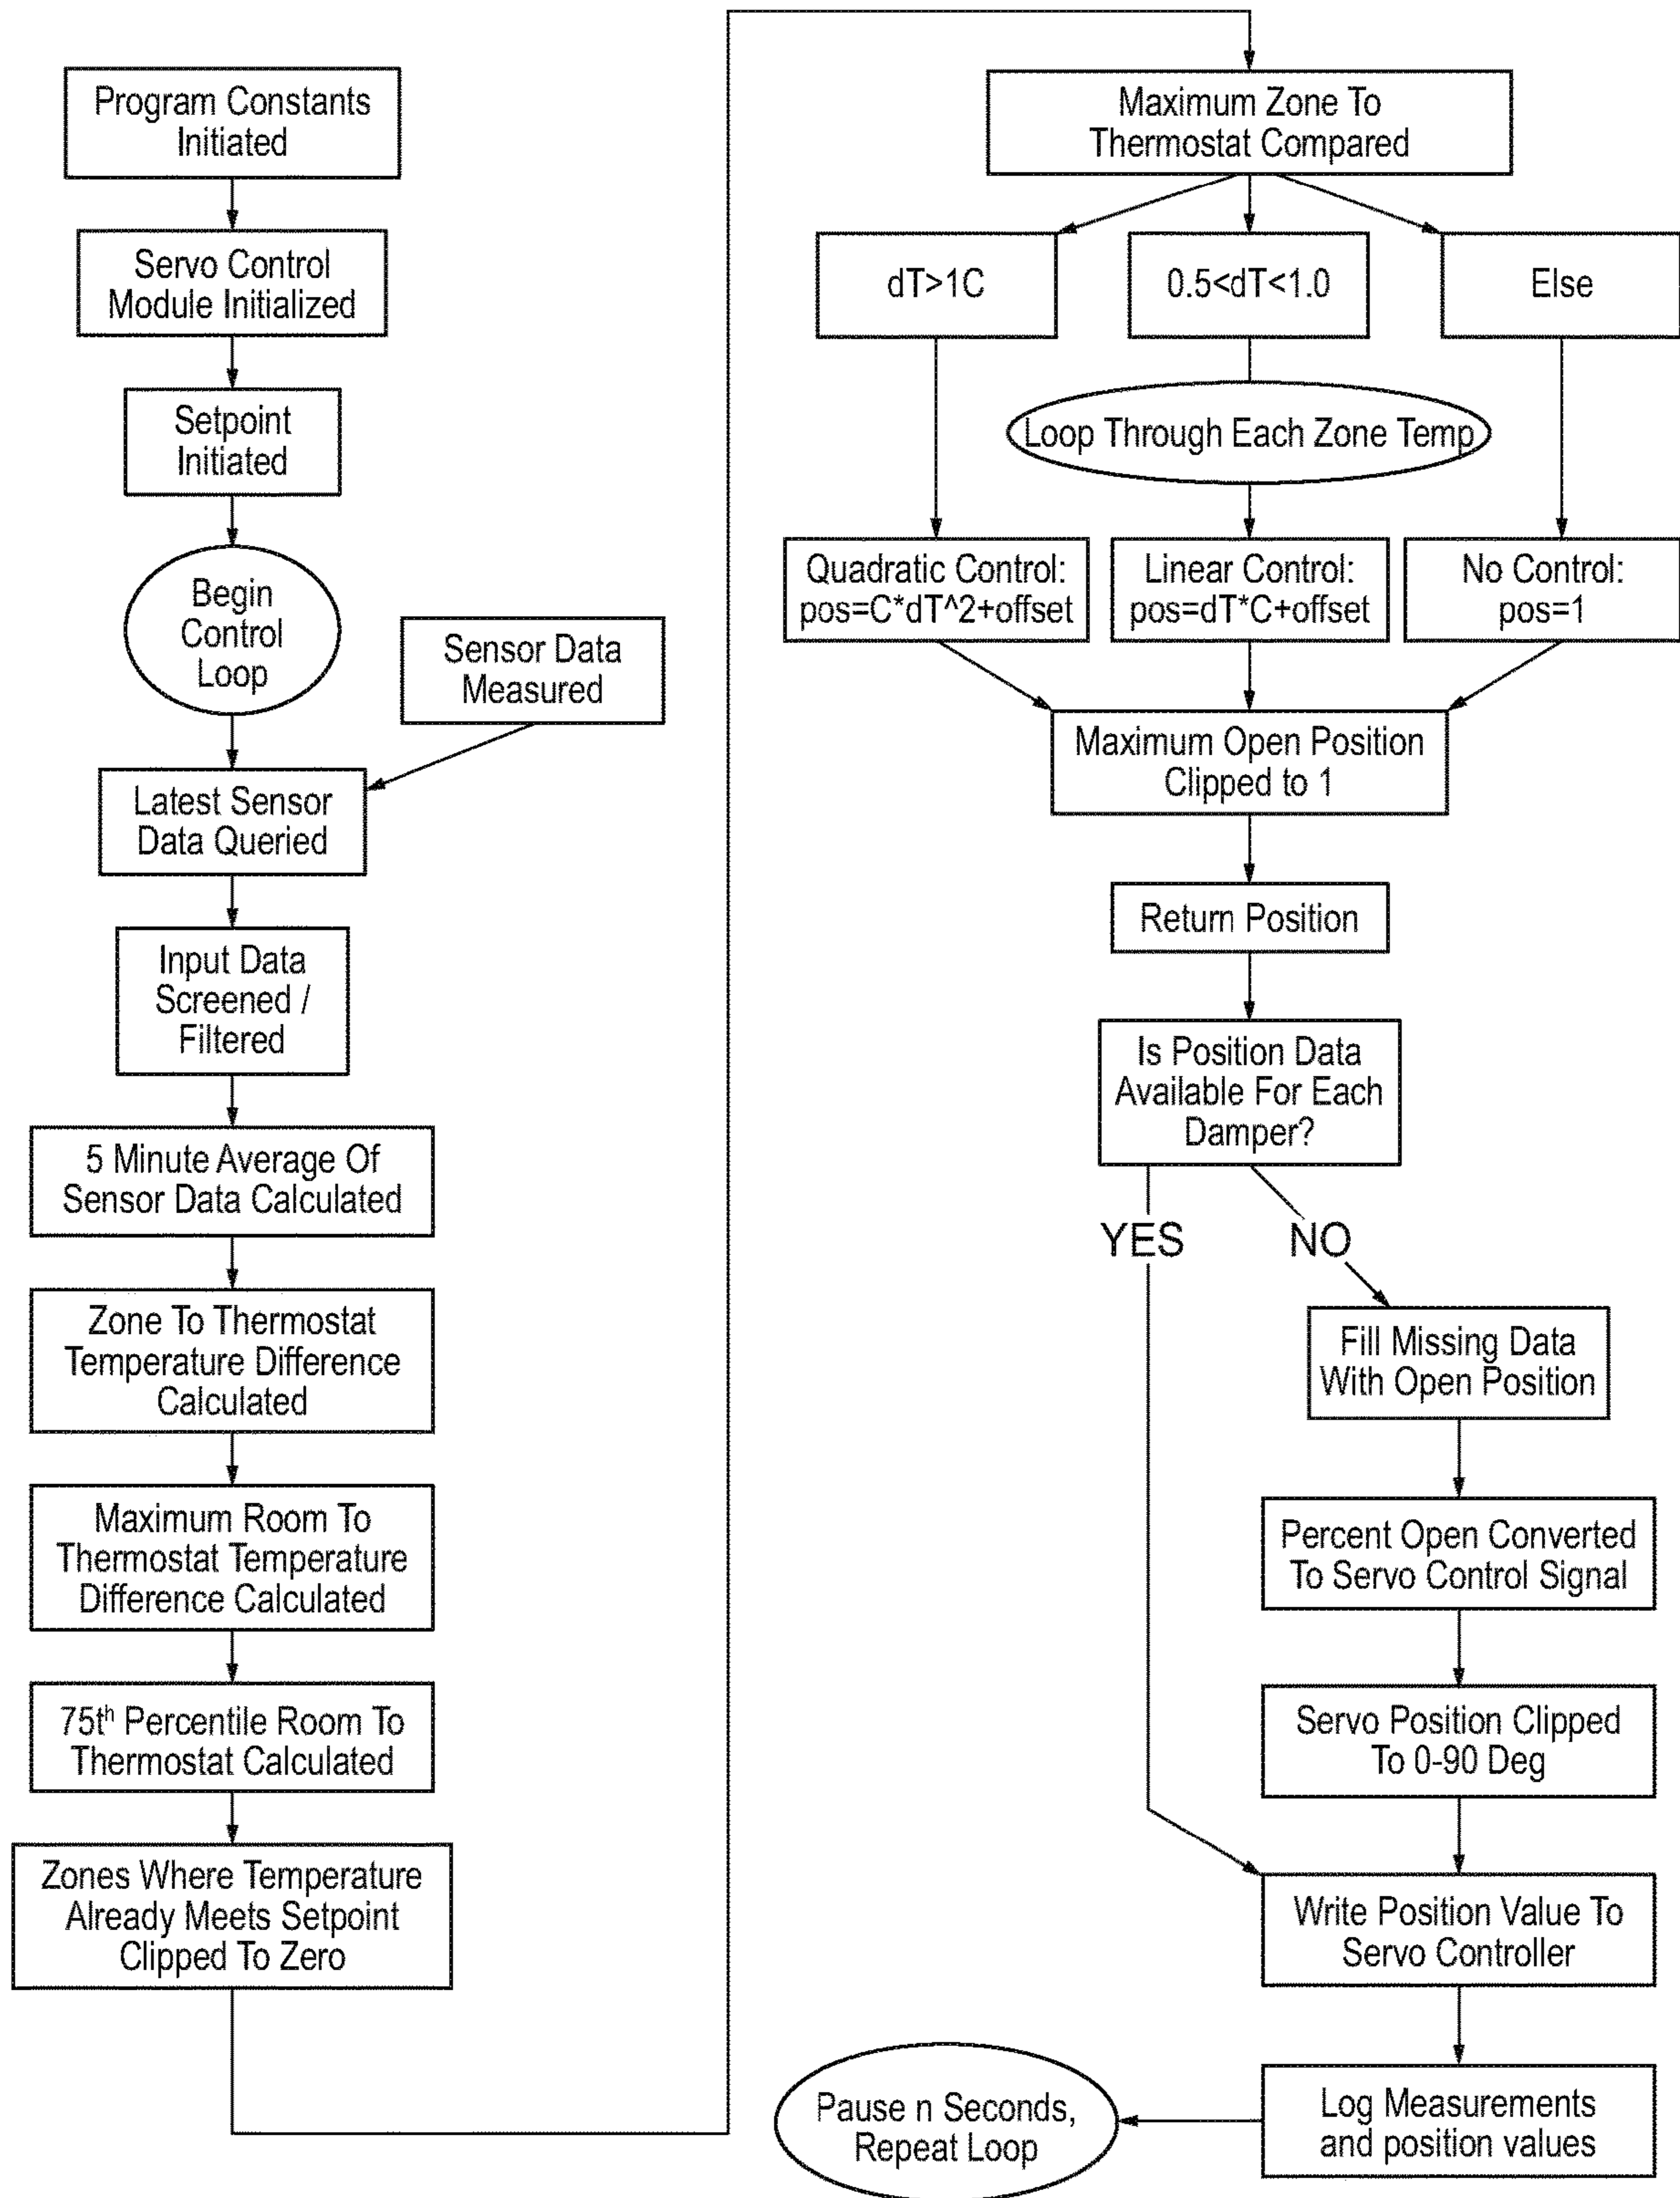 Program Constants
Initiated
Servo Control
Module Initialized
Setpoint
Initiated
Begin
Control
Loop
Sensor Data
Measured
Latest Sensor
Data Queried
Input Data
Screened /
Filtered
5 Minute Average Of
Sensor Data Calculated
Zone To Thermostat
Temperature Difference
Calculated
Maximum Room To
Thermostat Temperature
Difference Calculated
75th Percentile Room To
Thermostat Calculated
Zones Where Temperature
Already Meets Setpoint
Clipped To Zero
Maximum Zone To
Thermostat Compared
dT>1C
0.5<dT<1.0
Else
Loop Through Each Zone Temp
Quadratic Control:
pos=C*dT^2+offset
Linear Control:
pos=dT*C+offset
No Control:
pos=1
Maximum Open Position
Clipped to 1
Return Position
Is Position Data
Available For Each
Damper?
YES
NO
Fill Missing Data
With Open Position
Percent Open Converted
To Servo Control Signal
Servo Position Clipped
To 0-90 Deg
Write Position Value To
Servo Controller
Log Measurements
and position values
Pause n Seconds,
Repeat Loop